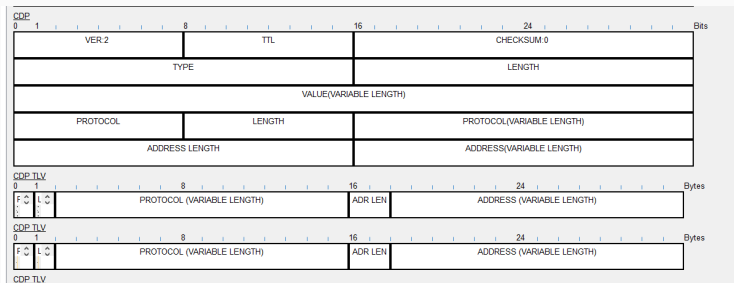 CDP
0 1 8 16 24 Bits
VER:2 TTL CHECKSUM:0
TYPE LENGTH
VALUE(VARIABLE LENGTH)
PROTOCOL LENGTH PROTOCOL(VARIABLE LENGTH)
ADDRESS LENGTH ADDRESS(VARIABLE LENGTH)
CDP TLV
0 1 8 16 24 Bytes
L PROTOCOL (VARIABLE LENGTH) ADR LEN ADDRESS (VARIABLE LENGTH)
CDP TLV
0 1 8 16 24 Bytes
L PROTOCOL (VARIABLE LENGTH) ADR LEN ADDRESS (VARIABLE LENGTH)
CDP TLV